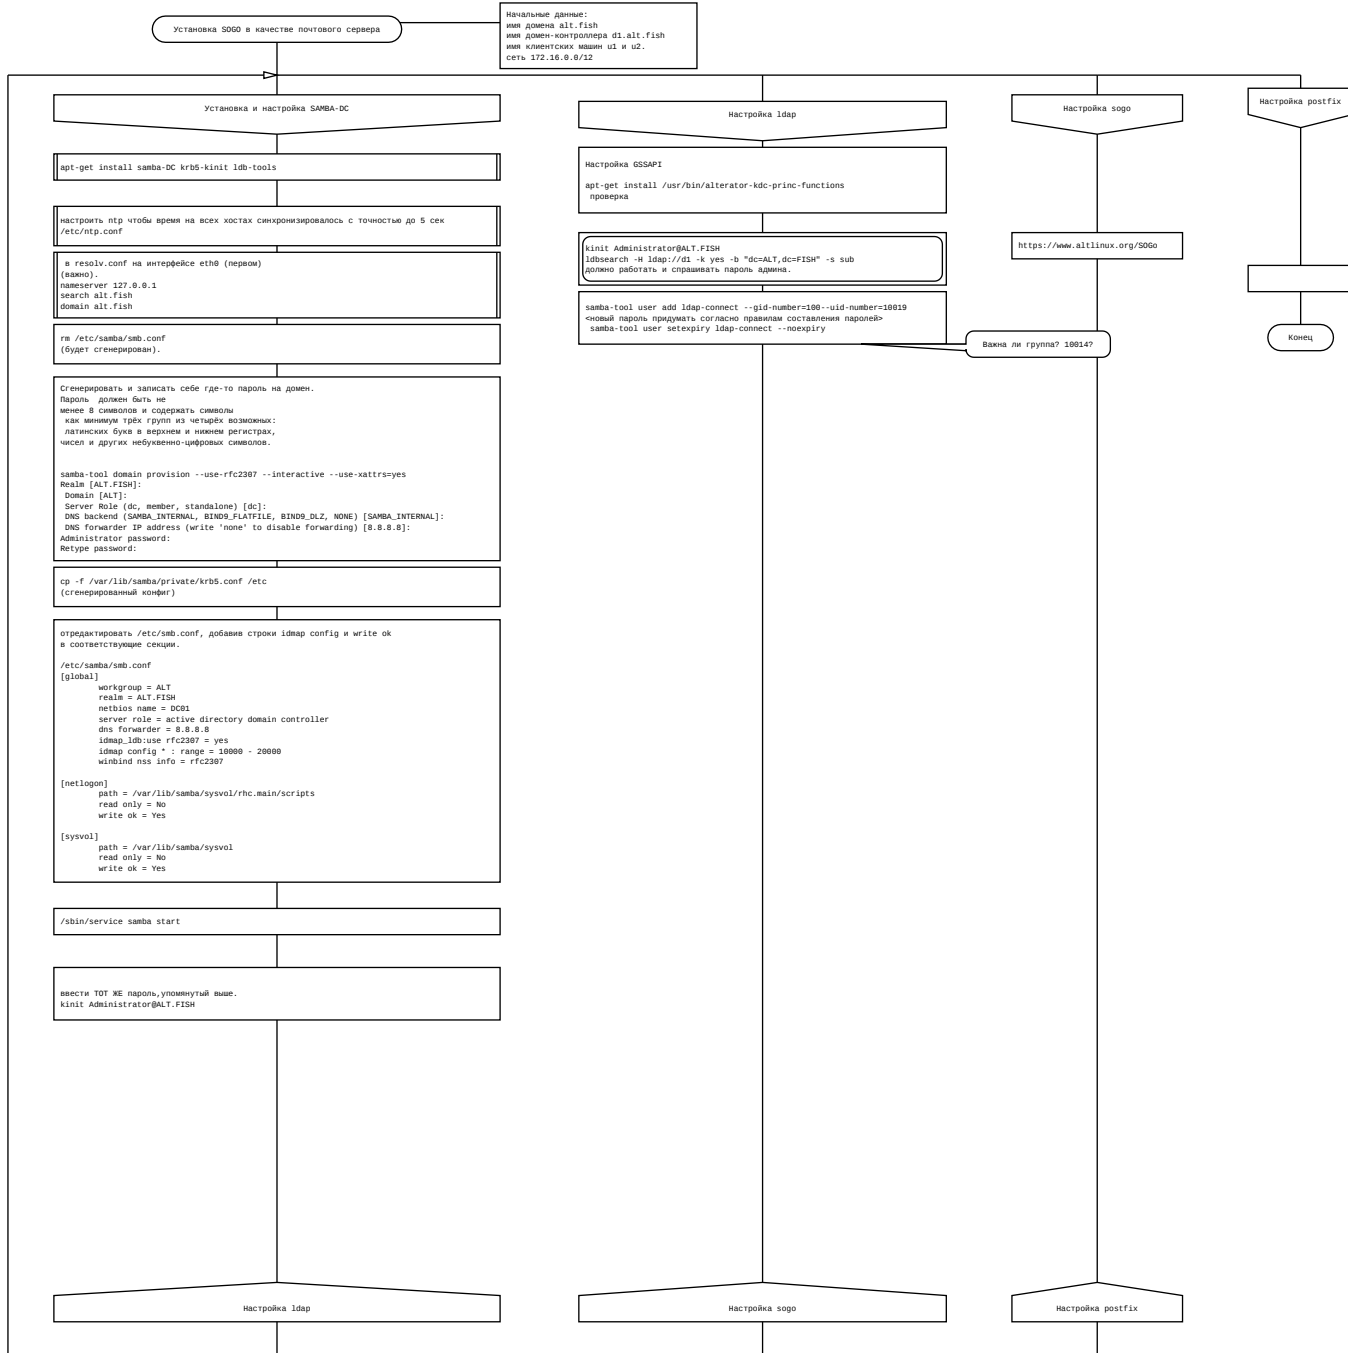 Установка SOGO в качестве почтового сервера
Начальные данные:
имя домена alt.fish
имя домен-контроллера d1.alt.fish
имя клиентских машин u1 и u2.
сеть 172.16.0.0/12
Установка и настройка SAMBA-DC
apt-get install samba-DC krb5-kinit ldb-tools
настроить ntp чтобы время на всех хостах синхронизировалось с точностью до 5 сек
/etc/ntp.conf
в resolv.conf на интерфейсе eth0 (первом)
(важно).
nameserver 127.0.0.1
search alt.fish
domain alt.fish
rm /etc/samba/smb.conf
(будет сгенерирован).
Сгенерировать и записать себе где-то пароль на домен.
Пароль  должен быть не
менее 8 символов и содержать символы
как минимум трёх групп из четырёх возможных:
латинских букв в верхнем и нижнем регистрах,
чисел и других небуквенно-цифровых символов.
samba-tool domain provision --use-rfc2307 --interactive --use-xattrs=yes
Realm [ALT.FISH]:
Domain [ALT]:
Server Role (dc, member, standalone) [dc]:
DNS backend (SAMBA_INTERNAL, BIND9_FLATFILE, BIND9_DLZ, NONE) [SAMBA_INTERNAL]:
DNS forwarder IP address (write 'none' to disable forwarding) [8.8.8.8]:
Administrator password:
Retype password:
cp -f /var/lib/samba/private/krb5.conf /etc
(сгенерированный конфиг)
отредактировать /etc/smb.conf, добавив строки idmap config и write ok
в соответствующие секции.
/etc/samba/smb.conf
[global]
workgroup = ALT
realm = ALT.FISH
netbios name = DC01
server role = active directory domain controller
dns forwarder = 8.8.8.8
idmap_ldb:use rfc2307 = yes
idmap config * : range = 10000 - 20000
winbind nss info = rfc2307
[netlogon]
path = /var/lib/samba/sysvol/rhc.main/scripts
read only = No
write ok = Yes
[sysvol]
path = /var/lib/samba/sysvol
read only = No
write ok = Yes
/sbin/service samba start
ввести ТОТ ЖЕ пароль,упомянутый выше.
kinit Administrator@ALT.FISH
Настройка ldap
Настройка ldap
Настройка GSSAPI
apt-get install /usr/bin/alterator-kdc-princ-functions
проверка
kinit Administrator@ALT.FISH
ldbsearch -H ldap://d1 -k yes -b "dc=ALT,dc=FISH" -s sub
должно работать и спрашивать пароль админа.
samba-tool user add ldap-connect --gid-number=100--uid-number=10019
<новый пароль придумать согласно правилам составления паролей>
samba-tool user setexpiry ldap-connect --noexpiry
Важна ли группа? 10014?
Настройка sogo
Настройка sogo
https://www.altlinux.org/SOGo
Настройка postfix
Настройка postfix
Конец